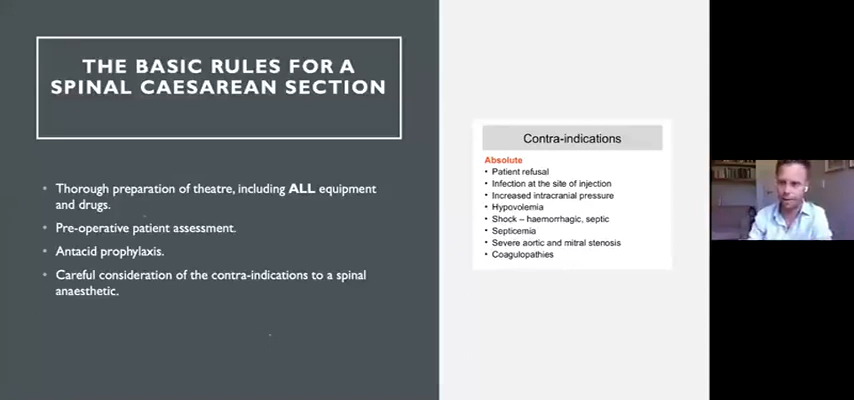 THE BASIC RULES FOR A
SPINAL CAESAREAN SECTION
• Thorough preparation of theatre, including ALL equipment
and drugs.
• Pre-operative patient assessment.
• Antacid prophylaxis.
• Careful consideration of the contra-indications to a spinal
anaesthetic.
Contra-indications
Absolute
• Patient refusal
• Infection at the site of injection
• Increased intracranial pressure
• Hypovolemia
• Shock – haemorrhagic, septic
• Septicemia
• Severe aortic and mitral stenosis
• Coagulopathies